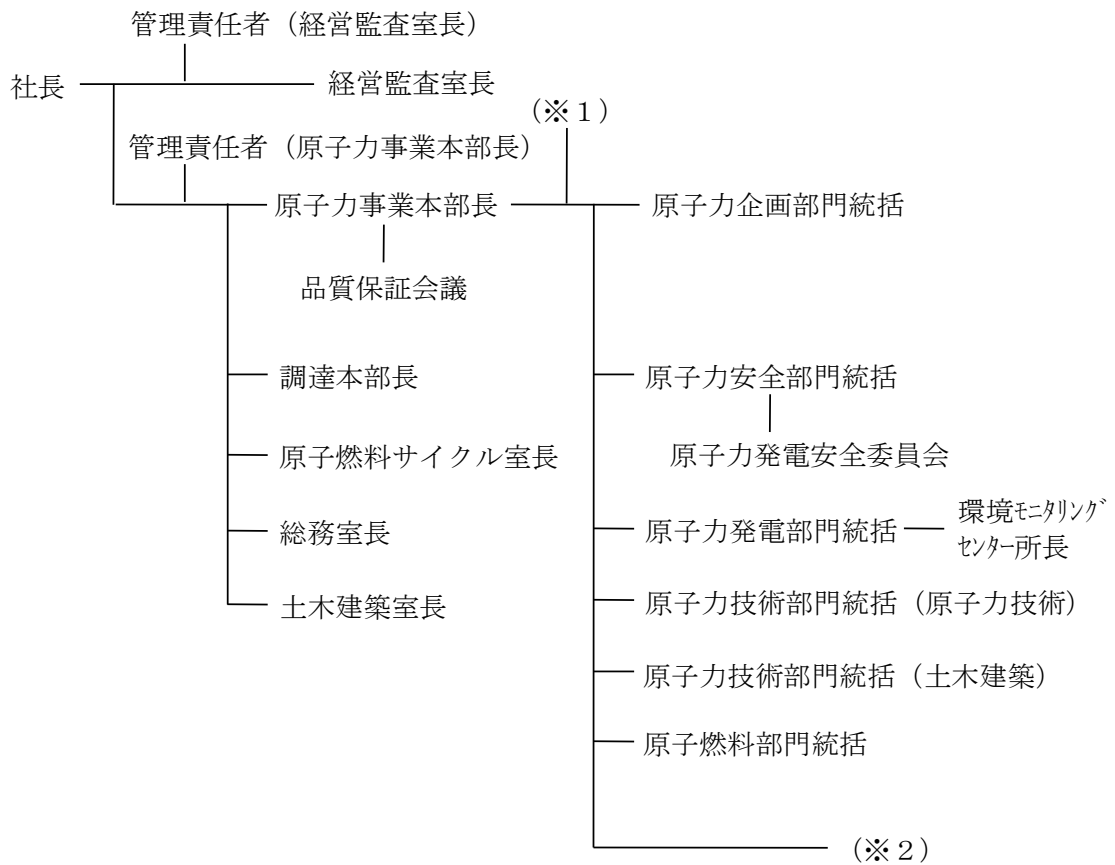 管理責任者（経営監査室長）
社長
経営監査室長
（※１）
管理責任者（原子力事業本部長）
原子力事業本部長
原子力企画部門統括
品質保証会議
調達本部長
原子力安全部門統括
原子燃料サイクル室長
原子力発電安全委員会
総務室長
原子力発電部門統括
環境ﾓﾆﾀﾘﾝｸﾞ
ｾﾝﾀｰ所長
土木建築室長
原子力技術部門統括（原子力技術）
原子力技術部門統括（土木建築）
原子燃料部門統括
（※２）